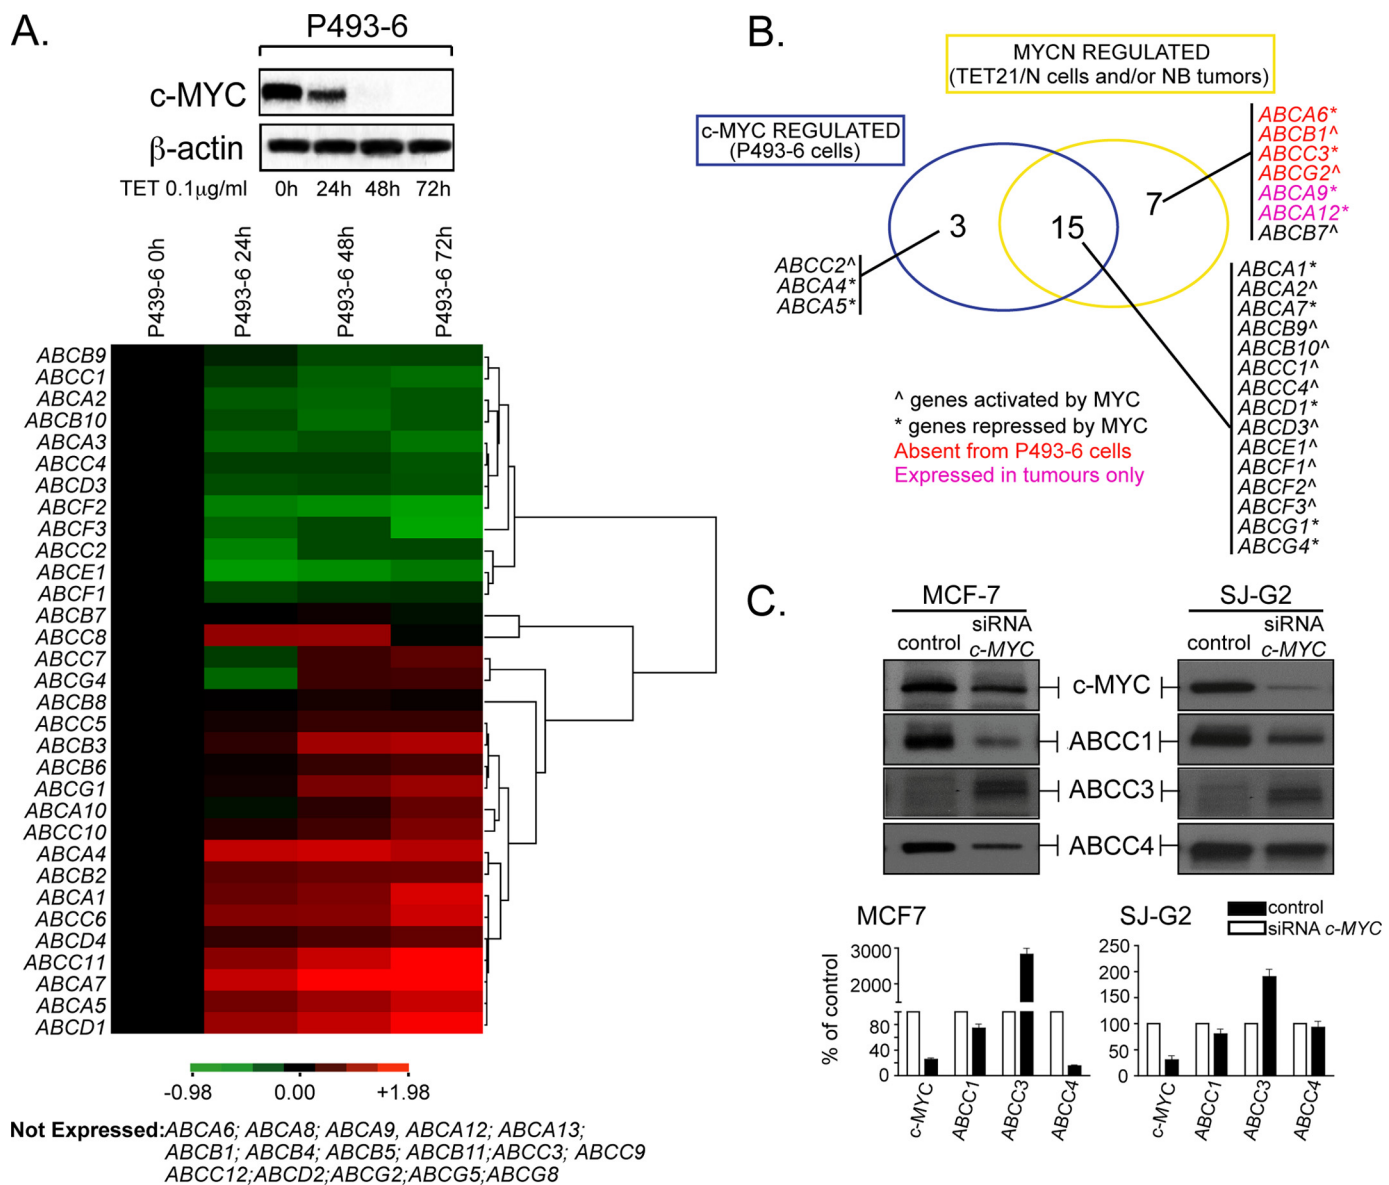 A.
P493-6
c-MYC
β-actin
TET 0.1µg/ml 0h 24h 48h 72h
P439-6 0h
P493-6 24h
P493-6 48h
P493-6 72h
ABCB9
ABCC1
ABCA2
ABCB10
ABCA3
ABCC4
ABCD3
ABCF2
ABCF3
ABCC2
ABCE1
ABCF1
ABCB7
ABCC8
ABCC7
ABCG4
ABCB8
ABCC5
ABCB3
ABCB6
ABCG1
ABCA10
ABCC10
ABCA4
ABCB2
ABCA1
ABCC6
ABCD4
ABCC11
ABCA7
ABCA5
ABCD1
-0.98 0.00 +1.98
Not Expressed:ABCA6; ABCA8; ABCA9, ABCA12; ABCA13;
ABCB1; ABCB4; ABCB5; ABCB11;ABCC3; ABCC9
ABCC12;ABCD2;ABCG2;ABCG5;ABCG8
B.
MYCN REGULATED
(TET21/N cells and/or NB tumors)
c-MYC REGULATED
(P493-6 cells)
3
15
7
ABCA6*
ABCB1^
ABCC3*
ABCG2^
ABCA9*
ABCA12*
ABCB7^
ABCC2^
ABCA4*
ABCA5*
ABCA1*
ABCA2^
ABCA7*
ABCB9^
ABCB10^
ABCC1^
ABCC4^
ABCD1*
ABCD3^
ABCE1^
ABCF1^
ABCF2^
ABCF3^
ABCG1*
ABCG4*
^ genes activated by MYC
* genes repressed by MYC
Absent from P493-6 cells
Expressed in tumours only
C.
MCF-7
control
siRNA
c-MYC
SJ-G2
control
siRNA
c-MYC
c-MYC
ABCC1
ABCC3
ABCC4
MCF7
% of control
3000
2000
80
40
0
c-MYC
ABCC1
ABCC3
ABCC4
SJ-G2
control
siRNA c-MYC
250
200
150
100
50
0
c-MYC
ABCC1
ABCC3
ABCC4